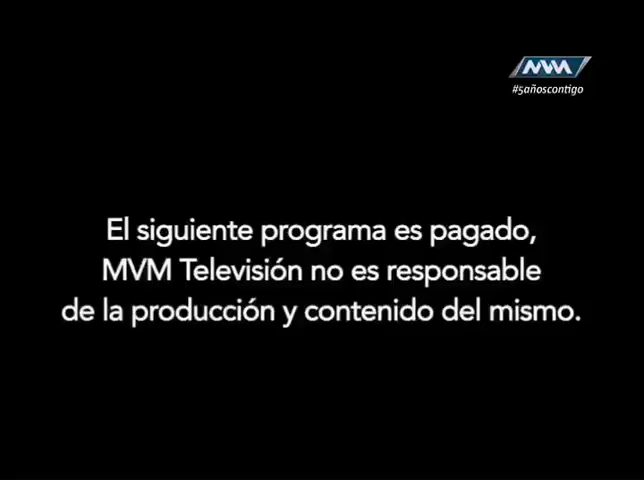 MVM
#5añoscontigo
El siguiente programa es pagado,
MVM Televisión no es responsable
de la producción y contenido del mismo.